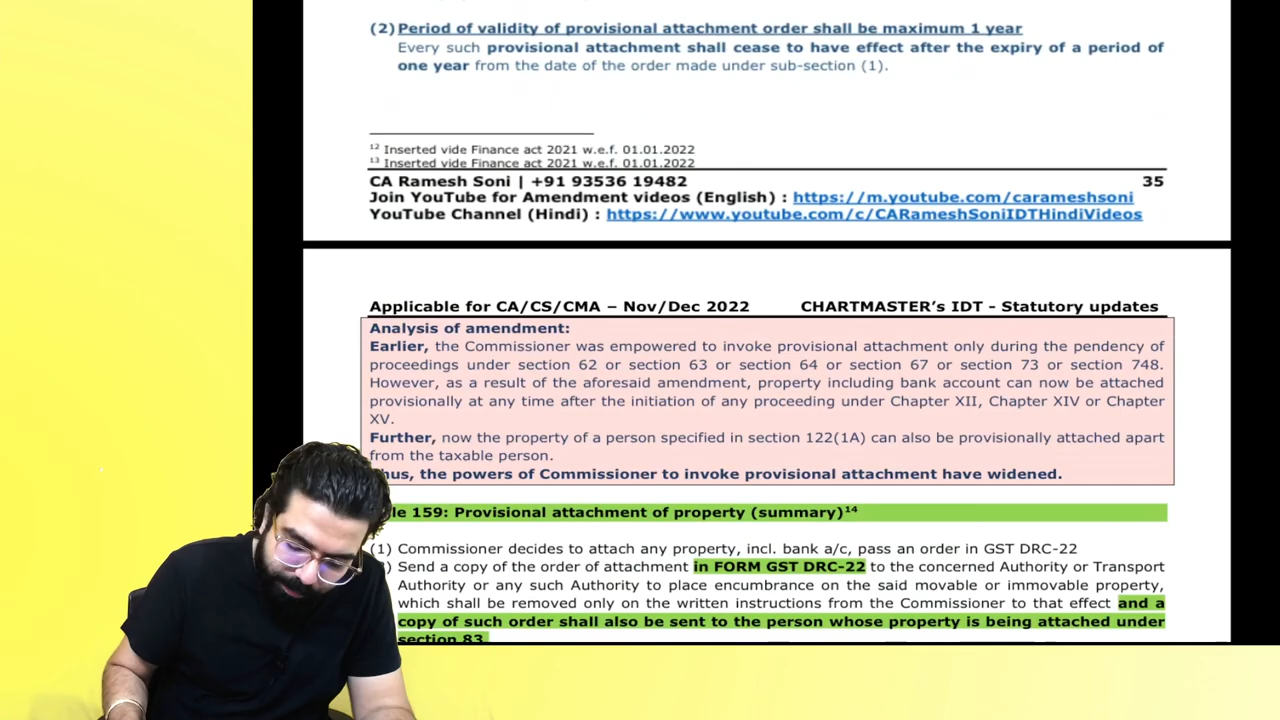 (2) Period of validity of provisional attachment order shall be maximum 1 year
Every such provisional attachment shall cease to have effect after the expiry of a period of
one year from the date of the order made under sub-section (1).
12 Inserted vide Finance act 2021 w.e.f. 01.01.2022
13 Inserted vide Finance act 2021 w.e.f. 01.01.2022
CA Ramesh Soni | +91 93536 19482 35
Join YouTube for Amendment videos (English) : https://m.youtube.com/carameshsoni
YouTube Channel (Hindi) : https://www.youtube.com/c/CARameshSoniIDTHindiVideos
Applicable for CA/CS/CMA – Nov/Dec 2022 CHARTMASTER's IDT - Statutory updates
Analysis of amendment:
Earlier, the Commissioner was empowered to invoke provisional attachment only during the pendency of
proceedings under section 62 or section 63 or section 64 or section 67 or section 73 or section 748.
However, as a result of the aforesaid amendment, property including bank account can now be attached
provisionally at any time after the initiation of any proceeding under Chapter XII, Chapter XIV or Chapter
XV.
Further, now the property of a person specified in section 122(1A) can also be provisionally attached apart
from the taxable person.
the powers of Commissioner to invoke provisional attachment have widened.
159: Provisional attachment of property (summary)14
(1) Commissioner decides to attach any property, incl. bank a/c, pass an order in GST DRC-22
Send a copy of the order of attachment in FORM GST DRC-22 to the concerned Authority or Transport
Authority or any such Authority to place encumbrance on the said movable or immovable property,
which shall be removed only on the written instructions from the Commissioner to that effect and a
copy of such order shall also be sent to the person whose property is being attached under
section 83.